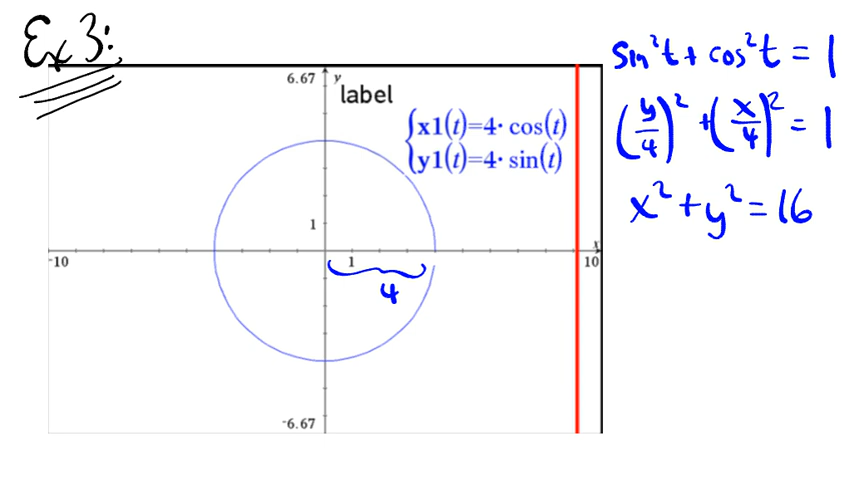 Ex 3:
sin²t + cos²t = 1
(y/4)² + (x/4)² = 1
x² + y² = 16
6.67 y
label
{x1(t)=4· cos(t)
{y1(t)=4· sin(t)
1
x
-10 1 10
4
-6.67